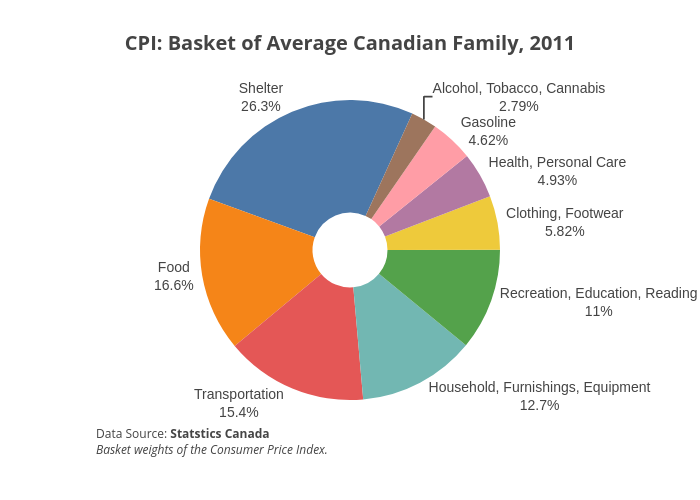 CPI: Basket of Average Canadian Family, 2011
Shelter
26.3%
Alcohol, Tobacco, Cannabis
2.79%
Gasoline
4.62%
Health, Personal Care
4.93%
Clothing, Footwear
5.82%
Food
16.6%
Recreation, Education, Reading
11%
Household, Furnishings, Equipment
12.7%
Transportation
15.4%
Data Source: Statstics Canada
Basket weights of the Consumer Price Index.